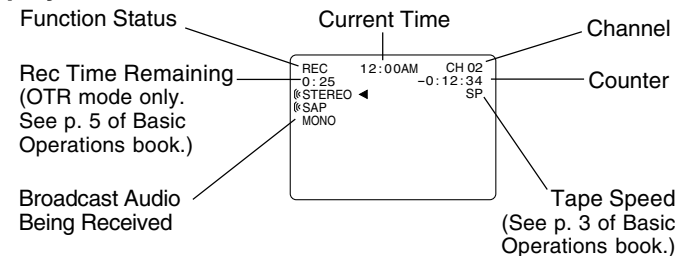 Function Status
Current Time
Channel
Rec Time Remaining
(OTR mode only.
See p. 5 of Basic
Operations book.)
REC 12:00AM CH 02
0:25 -0:12:34
STEREO ◄ SP
SAP
MONO
Counter
Broadcast Audio
Being Received
Tape Speed
(See p. 3 of Basic
Operations book.)